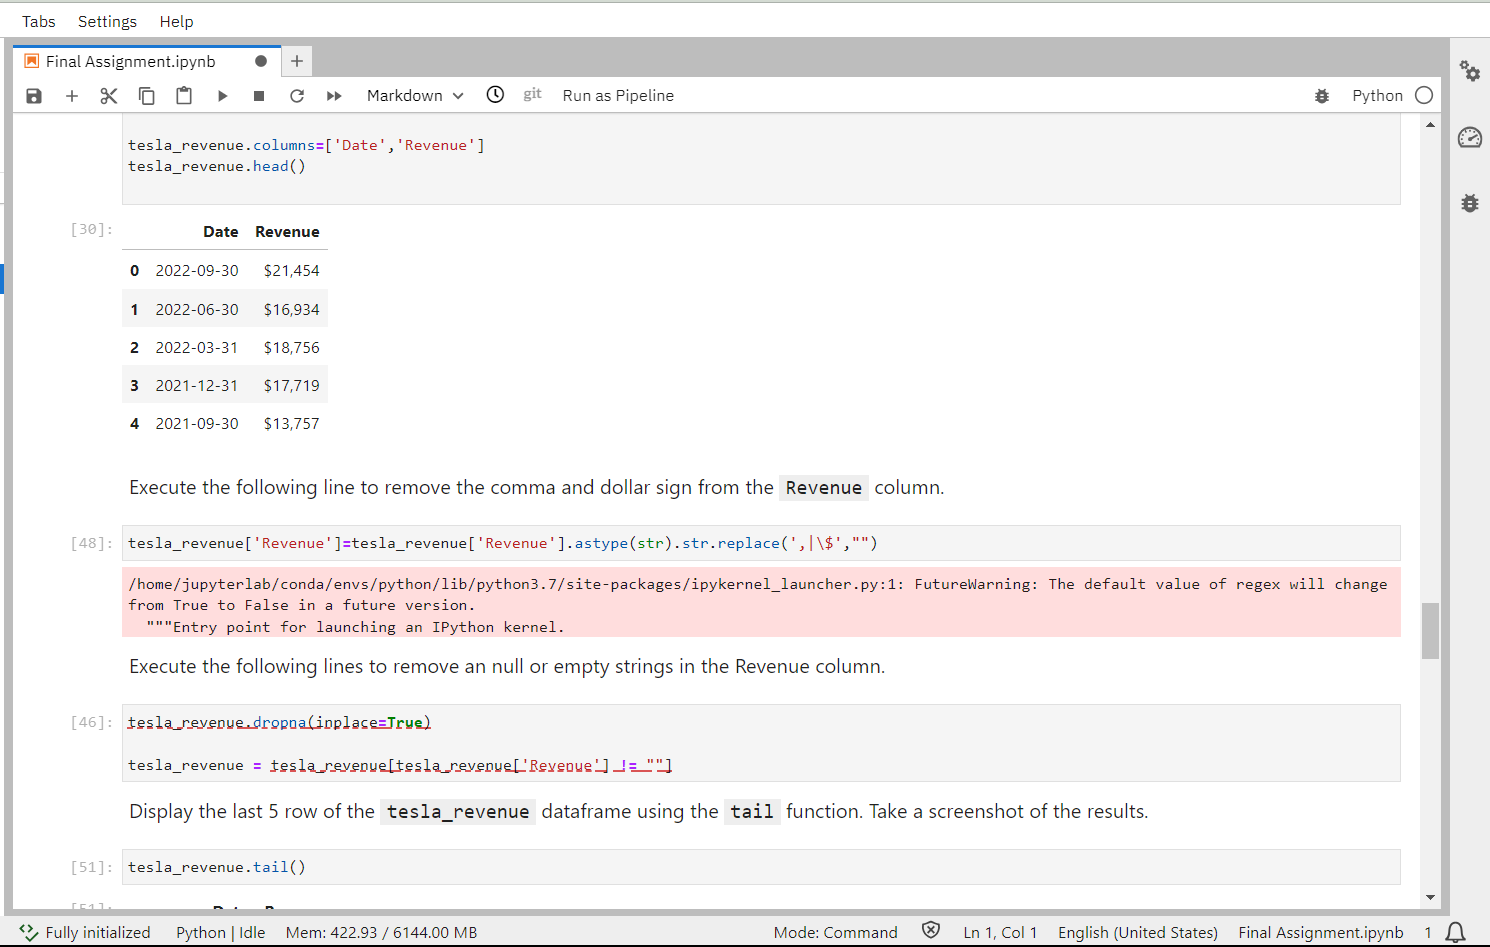 Tabs Settings Help
Final Assignment.ipynb
Markdown git Run as Pipeline Python
tesla_revenue.columns=['Date','Revenue']
tesla_revenue.head()
[30]: Date Revenue
0 2022-09-30 $21,454
1 2022-06-30 $16,934
2 2022-03-31 $18,756
3 2021-12-31 $17,719
4 2021-09-30 $13,757
Execute the following line to remove the comma and dollar sign from the Revenue column.
[48]: tesla_revenue['Revenue']=tesla_revenue['Revenue'].astype(str).str.replace(',|\$',"")
/home/jupyterlab/conda/envs/python/lib/python3.7/site-packages/ipykernel_launcher.py:1: FutureWarning: The default value of regex will change
from True to False in a future version.
"""Entry point for launching an IPython kernel.
Execute the following lines to remove an null or empty strings in the Revenue column.
[46]: tesla_revenue.dropna(inplace=True)
tesla_revenue = tesla_revenue[tesla_revenue['Revenue'] != ""]
Display the last 5 row of the tesla_revenue dataframe using the tail function. Take a screenshot of the results.
[51]: tesla_revenue.tail()
Fully initialized Python | Idle Mem: 422.93 / 6144.00 MB Mode: Command Ln 1, Col 1 English (United States) Final Assignment.ipynb 1